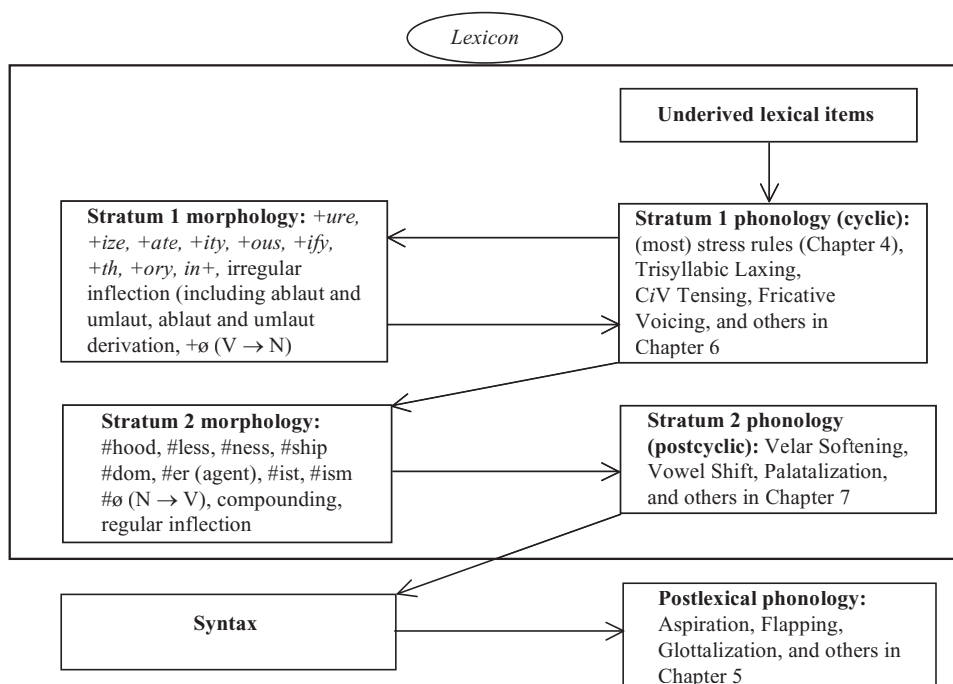 Lexicon
Underived lexical items
Stratum 1 morphology: +ure,
+ize, +ate, +ity, +ous, +ify,
+th, +ory, in+, irregular
inflection (including ablaut and
umlaut, ablaut and umlaut
derivation, +ø (V → N)
Stratum 1 phonology (cyclic):
(most) stress rules (Chapter 4),
Trisyllabic Laxing,
CiV Tensing, Fricative
Voicing, and others in
Chapter 6
Stratum 2 morphology:
#hood, #less, #ness, #ship
#dom, #er (agent), #ist, #ism
#ø (N → V), compounding,
regular inflection
Stratum 2 phonology
(postcyclic): Velar Softening,
Vowel Shift, Palatalization,
and others in Chapter 7
Syntax
Postlexical phonology:
Aspiration, Flapping,
Glottalization, and others in
Chapter 5